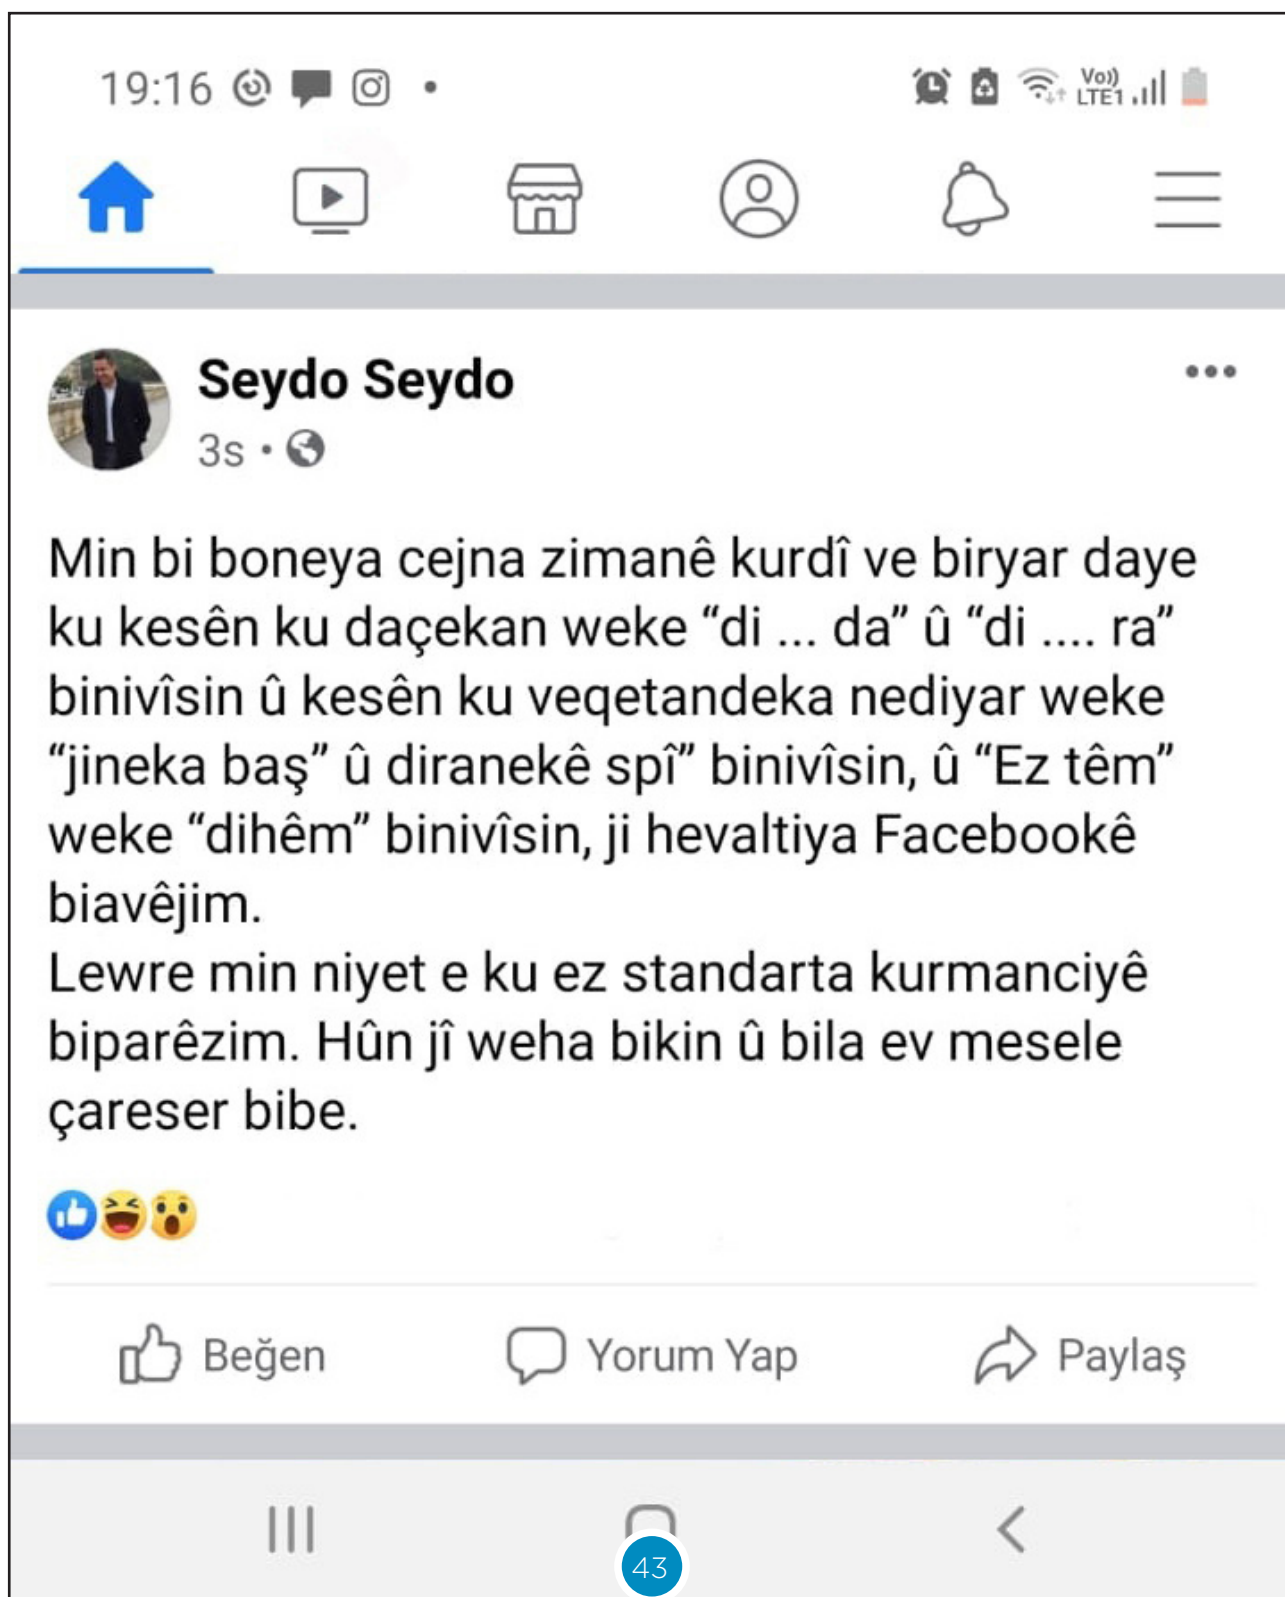 19:16
Vo))
LTE1
Seydo Seydo
3s •
Min bi boneya cejna zimanê kurdî ve biryar daye
ku kesên ku daçekan weke “di ... da” û “di .... ra”
binivîsin û kesên ku veqetandeka nediyar weke
“jineka baş” û diranekê spî” binivîsin, û “Ez têm”
weke “dihêm” binivîsin, ji hevaltiya Facebookê
biavêjim.
Lewre min niyet e ku ez standarta kurmanciyê
biparêzim. Hûn jî weha bikin û bila ev mesele
çareser bibe.
Beğen
Yorum Yap
Paylaş
43